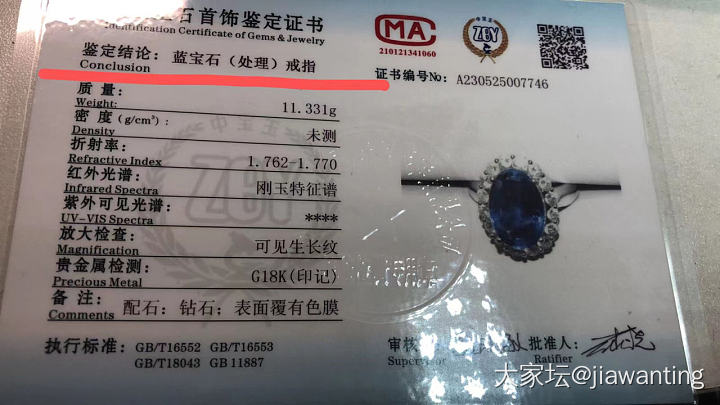 石首饰鉴定证书
Identification Certificate of Gems & Jewelry
鉴定结论：蓝宝石（处理）戒指
Conclusion
质量：
Weight: 11.331g
密度（g/cm³）：
Density 未测
折射率：
Refractive Index 1.762-1.770
红外光谱：
Infrared Spectra 刚玉特征谱
紫外可见光谱：
UV-VIS Spectra ****
放大检查：
Magnification 可见生长纹
贵金属检测：
Precious Metal G18K(印记)
备注：
Comments 配石：钻石；表面覆有色膜
执行标准：GB/T16552 GB/T16553
GB/T18043 GB 11887
CMA
210121341060
ZBY
证书编号No: A230525007746
中宝玉
ZBY
审核
Supervisor
批准人：
Ratifier
大家坛@jiawanting